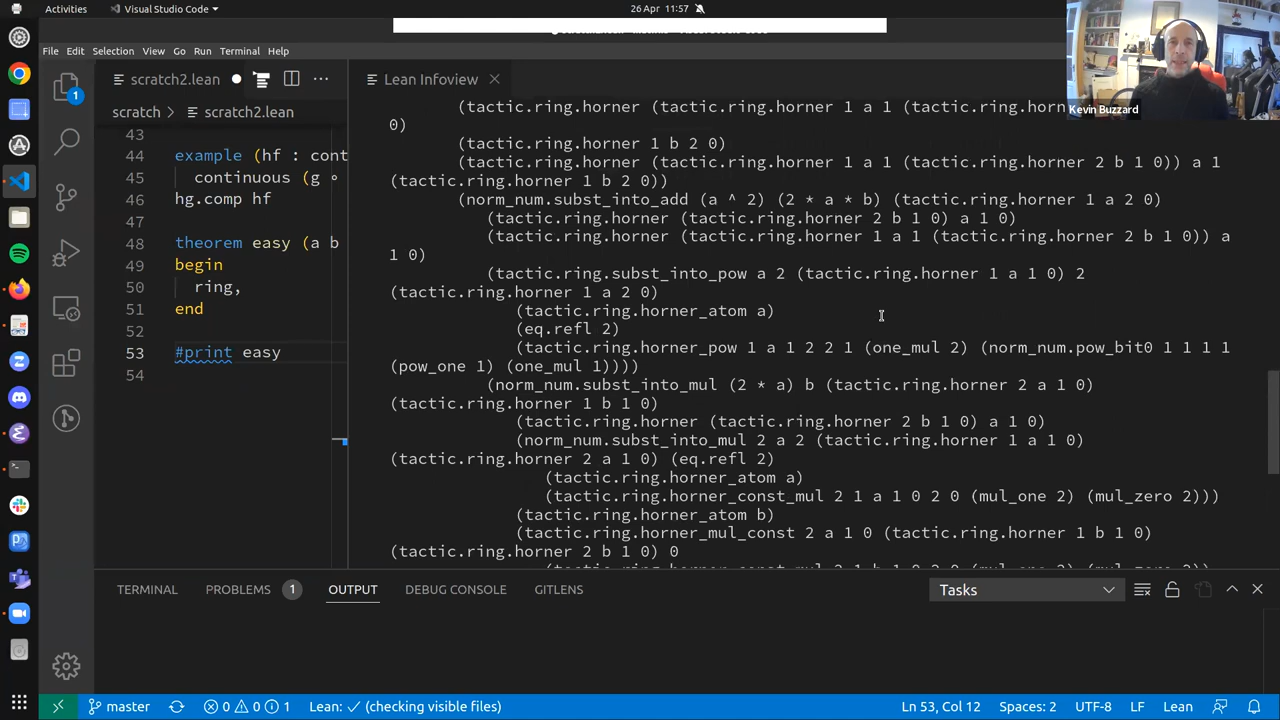 Activities
Visual Studio Code
26 Apr 11:57
File Edit Selection View Go Run Terminal Help
Kevin Buzzard
scratch2.lean
Lean Infoview
scratch > scratch2.lean
43
44 example (hf : cont
45 continuous (g ∘
46 hg.comp hf
47
48 theorem easy (a b
49 begin
50 ring,
51 end
52
53 #print easy
54
(tactic.ring.horner (tactic.ring.horner 1 a 1 (tactic.ring.horn
0)
(tactic.ring.horner 1 b 2 0)
(tactic.ring.horner (tactic.ring.horner 1 a 1 (tactic.ring.horner 2 b 1 0)) a 1
(tactic.ring.horner 1 b 2 0))
(norm_num.subst_into_add (a ^ 2) (2 * a * b) (tactic.ring.horner 1 a 2 0)
(tactic.ring.horner (tactic.ring.horner 2 b 1 0) a 1 0)
(tactic.ring.horner (tactic.ring.horner 1 a 1 (tactic.ring.horner 2 b 1 0)) a
1 0)
(tactic.ring.subst_into_pow a 2 (tactic.ring.horner 1 a 1 0) 2
(tactic.ring.horner 1 a 2 0)
(tactic.ring.horner_atom a)
(eq.refl 2)
(tactic.ring.horner_pow 1 a 1 2 2 1 (one_mul 2) (norm_num.pow_bit0 1 1 1 1
(pow_one 1) (one_mul 1))))
(norm_num.subst_into_mul (2 * a) b (tactic.ring.horner 2 a 1 0)
(tactic.ring.horner 1 b 1 0)
(tactic.ring.horner (tactic.ring.horner 2 b 1 0) a 1 0)
(norm_num.subst_into_mul 2 a 2 (tactic.ring.horner 1 a 1 0)
(tactic.ring.horner 2 a 1 0) (eq.refl 2)
(tactic.ring.horner_atom a)
(tactic.ring.horner_const_mul 2 1 a 1 0 2 0 (mul_one 2) (mul_zero 2)))
(tactic.ring.horner_atom b)
(tactic.ring.horner_mul_const 2 a 1 0 (tactic.ring.horner 1 b 1 0)
(tactic.ring.horner 2 b 1 0) 0
TERMINAL PROBLEMS 1 OUTPUT DEBUG CONSOLE GITLENS
Tasks
1
master
0 0 1
Lean: ✓ (checking visible files)
Ln 53, Col 12 Spaces: 2 UTF-8 LF Lean